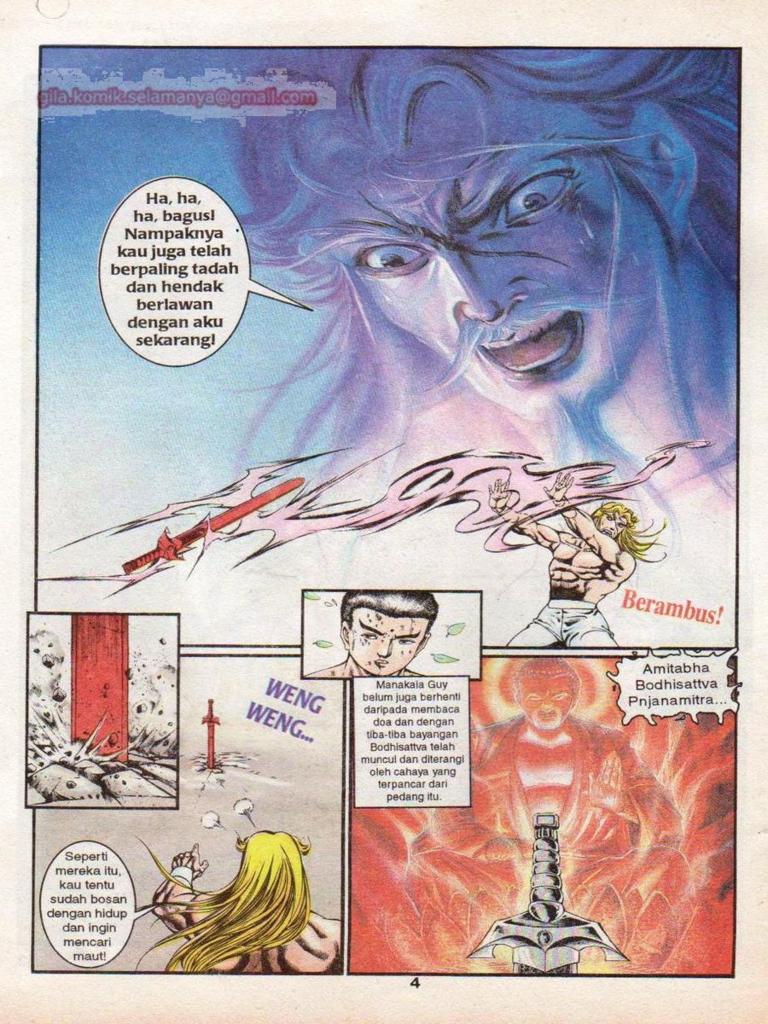 gila.komik.selamanya@gmail.com
Ha, ha,
ha, bagus!
Nampaknya
kau juga telah
berpaling tadah
dan hendak
berlawan
dengan aku
sekarang!
Berambus!
WENG
WENG...
Seperti
mereka itu,
kau tentu
sudah bosan
dengan hidup
dan ingin
mencari
maut!
Manakala Guy
belum juga berhenti
daripada membaca
doa dan dengan
tiba-tiba bayangan
Bodhisattva telah
muncul dan diterangi
oleh cahaya yang
terpancar dari
pedang itu.
Amitabha
Bodhisattva
Pnjanamitra...
4